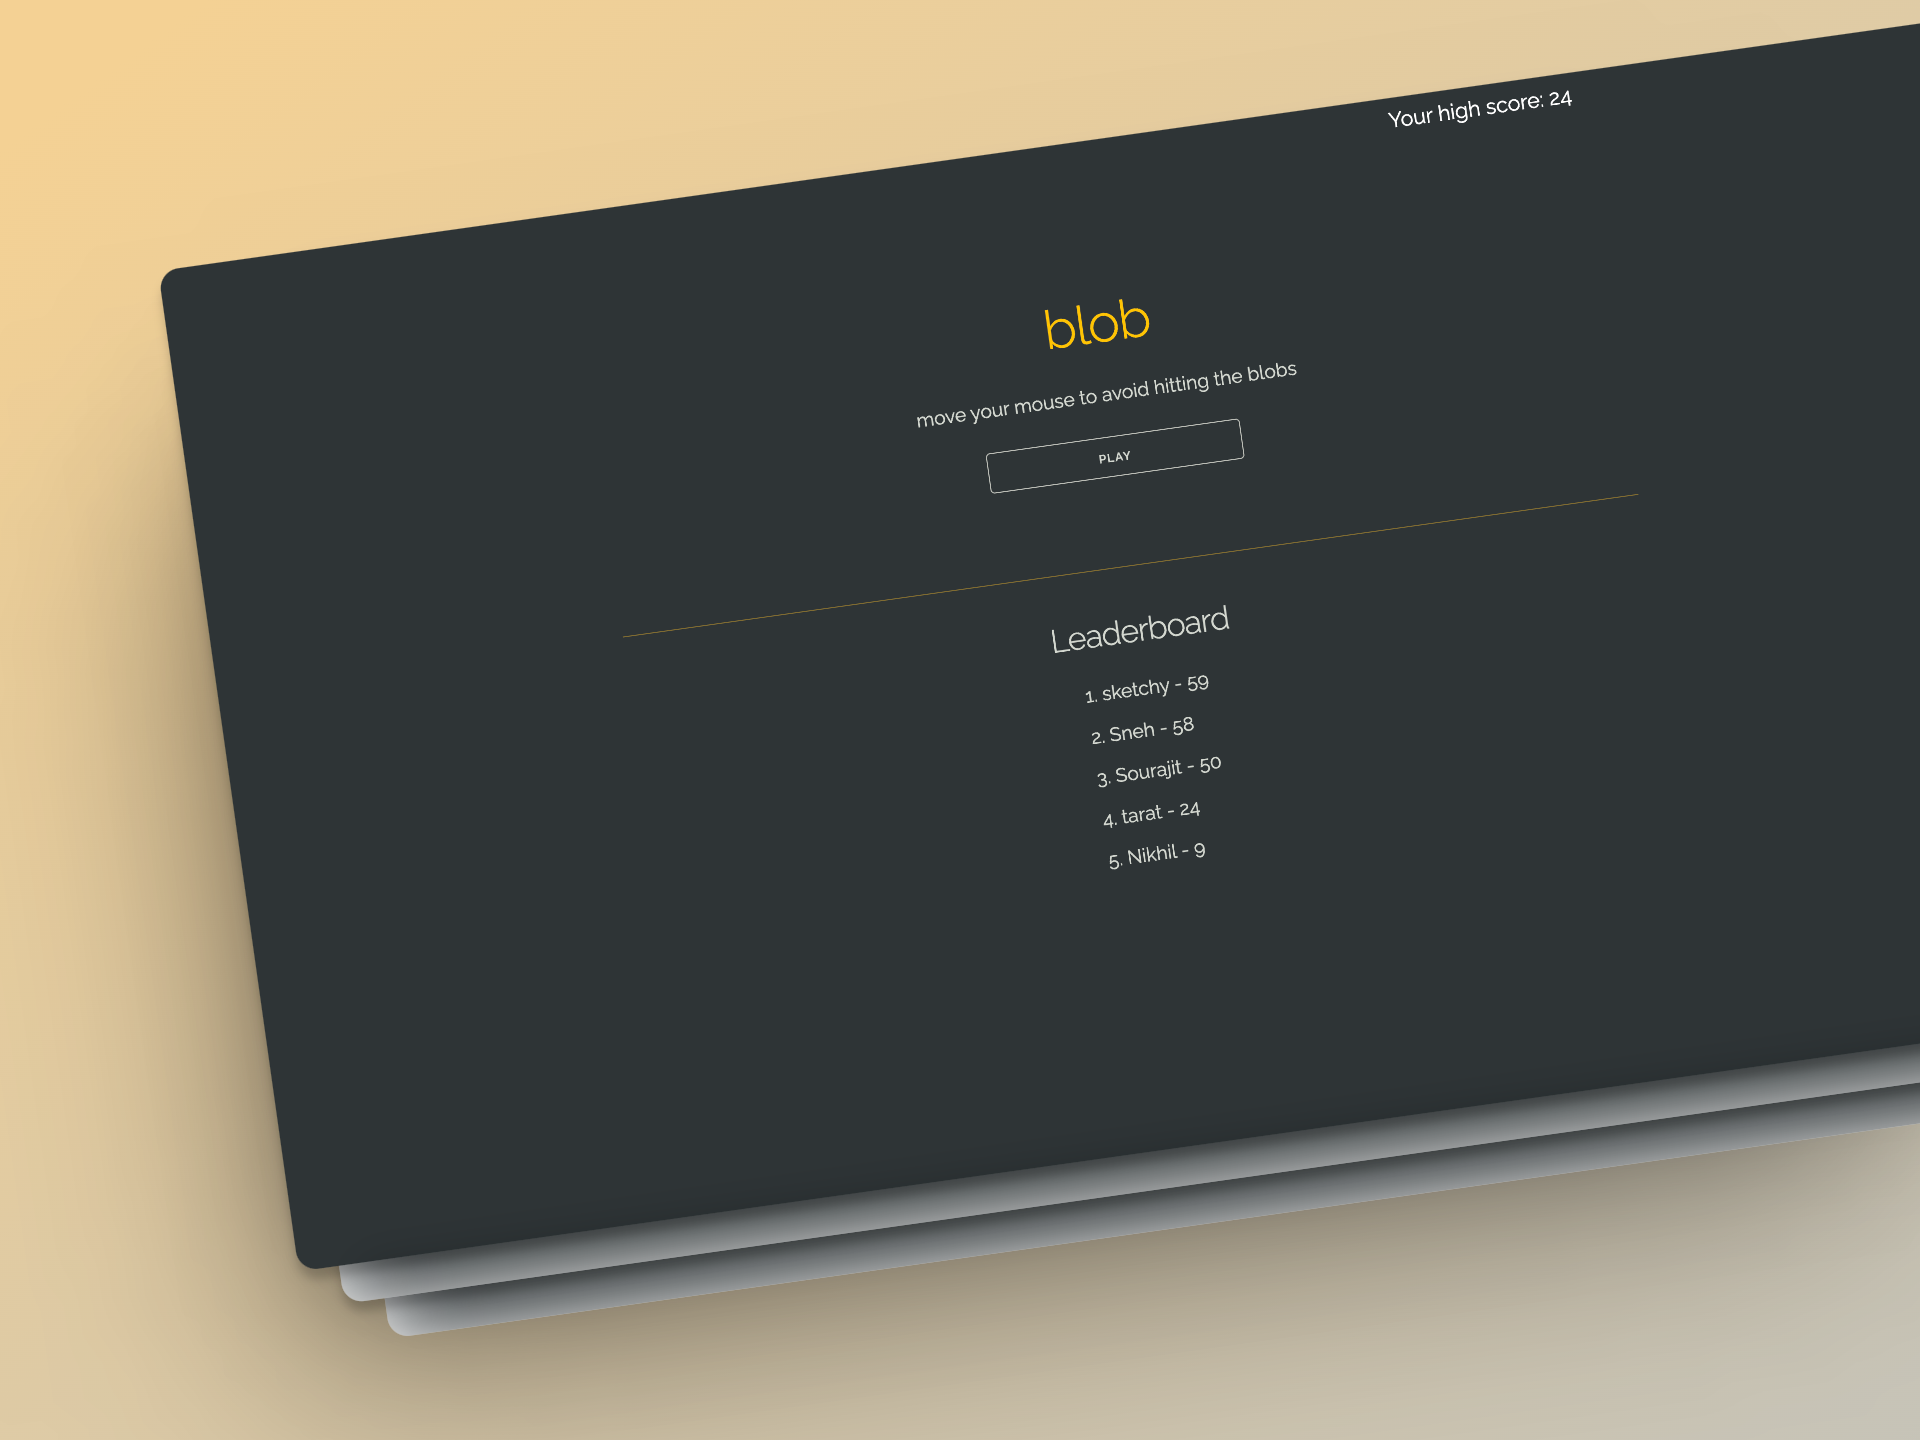 Your high score: 24
blob
move your mouse to avoid hitting the blobs
PLAY
Leaderboard
1. sketchy - 59
2. Sneh - 58
3. Sourajit - 50
4. tarat - 24
5. Nikhil - 9